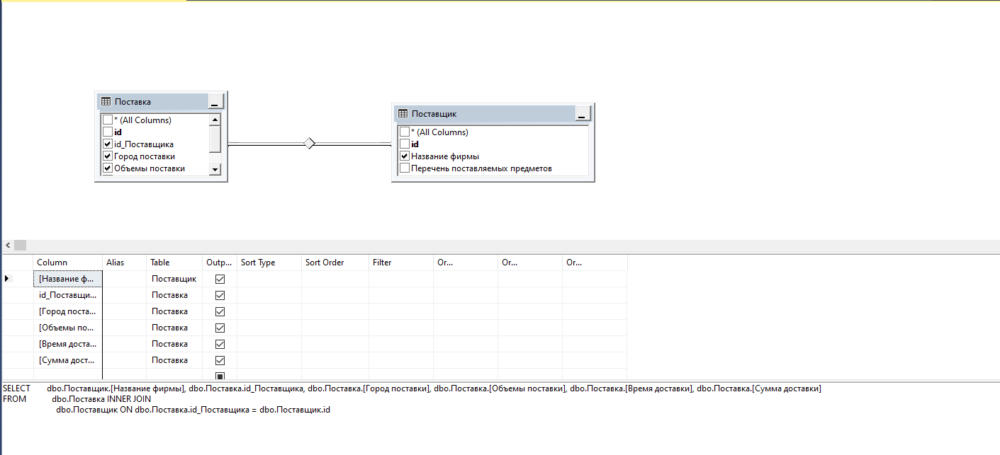 Поставка
* (All Columns)
id
id_Поставщика
Город поставки
Объемы поставки
Поставщик
* (All Columns)
id
Название фирмы
Перечень поставляемых предметов
Column Alias Table Outp... Sort Type Sort Order Filter Or... Or... Or...
[Название ф... Поставщик
id_Поставщи... Поставка
[Город поста... Поставка
[Объемы по... Поставка
[Время доста... Поставка
[Сумма дост... Поставка
SELECT dbo.Поставщик.[Название фирмы], dbo.Поставка.id_Поставщика, dbo.Поставка.[Город поставки], dbo.Поставка.[Объемы поставки], dbo.Поставка.[Время доставки], dbo.Поставка.[Сумма доставки]
FROM dbo.Поставка INNER JOIN
dbo.Поставщик ON dbo.Поставка.id_Поставщика = dbo.Поставщик.id